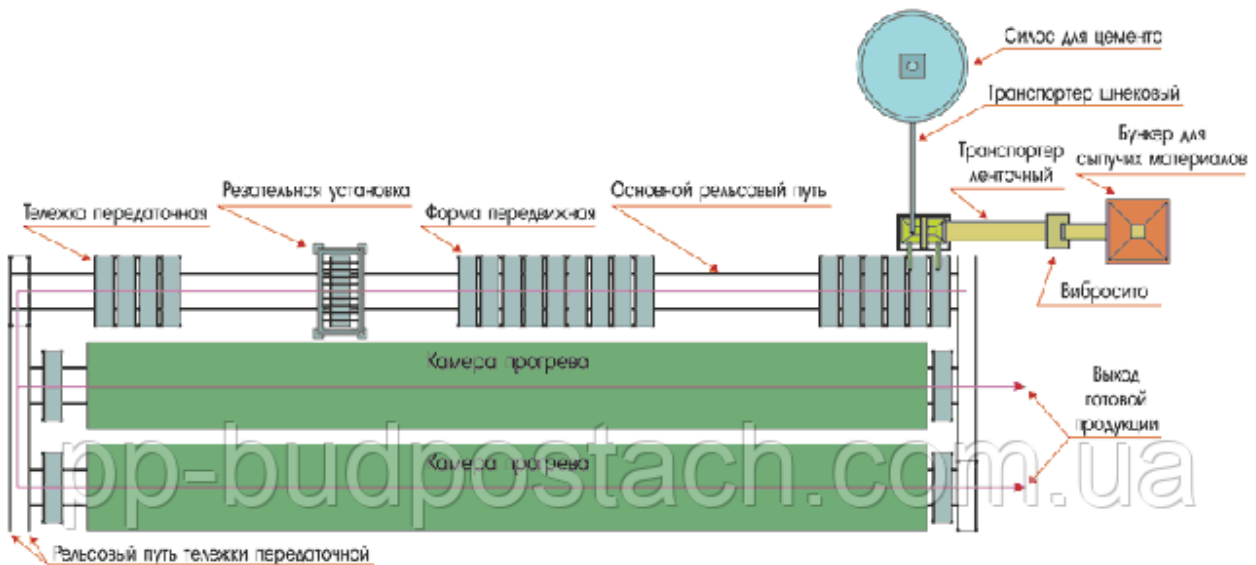 Силос для цемента
Транспортер шнековый
Бункер для
сыпучих материалов
Транспортер
ленточный
Резательная установка
Основной рельсовый путь
Тележка передаточная
Форма передвижная
Вибросито
Камера прогрева
Выход
готовой
продукции
pp-budpostach.com.ua
Камера прогрева
Рельсовый путь тележки передаточной